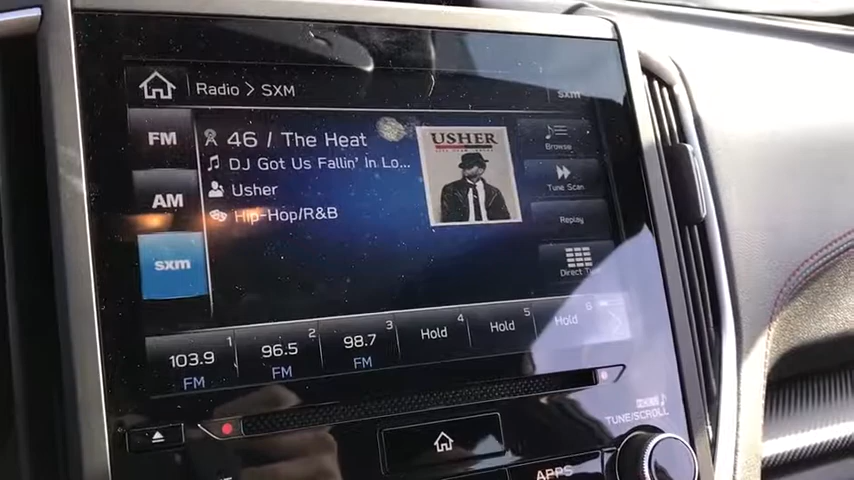 Radio > SXM
sxm
FM
46 / The Heat
USHER
Browse
DJ Got Us Fallin' In Lo...
Usher
Tune Scan
AM
Hip-Hop/R&B
Replay
sxm
Direct
1
2
3
4
5
6
103.9
FM
96.5
FM
98.7
FM
Hold
Hold
Hold
TUNE/SCROLL
APPS